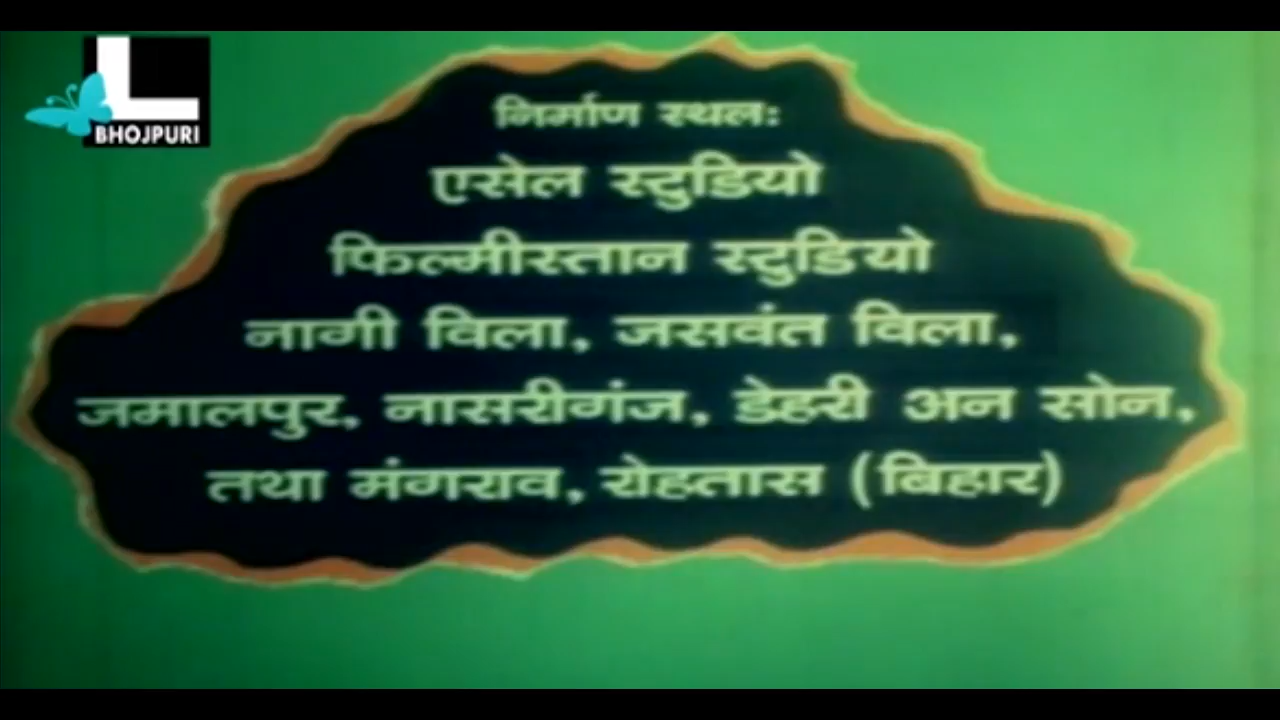 BHOJPURI
निर्माण स्थल:
एसेल स्टुडियो
फिल्मीस्तान स्टुडियो
नागी विला, जसवंत विला,
जमालपुर, नासरीगंज, डेहरी अन सोन,
तथा मंगराव, रोहतास (बिहार)